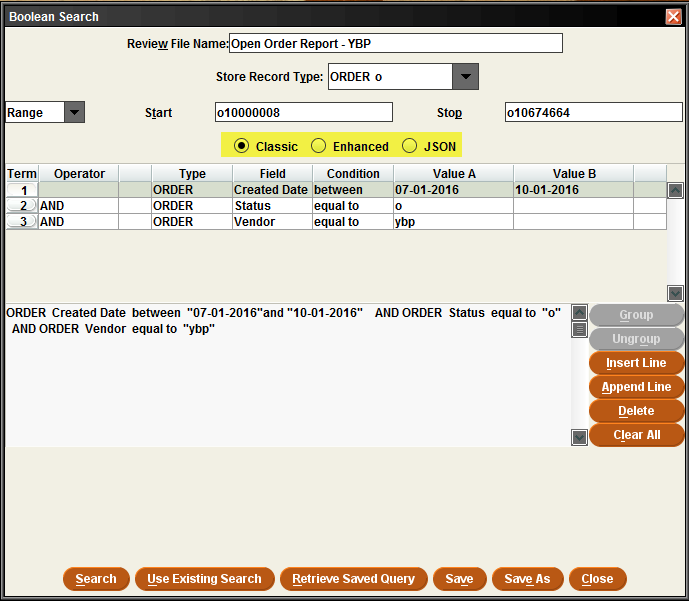 Boolean Search
Review File Name: Open Order Report - YBP
Store Record Type: ORDER o
Range Start o10000008 Stop o10674664
Classic Enhanced JSON
Term Operator Type Field Condition Value A Value B
1 ORDER Created Date between 07-01-2016 10-01-2016
2 AND ORDER Status equal to o
3 AND ORDER Vendor equal to ybp
ORDER Created Date between "07-01-2016"and "10-01-2016" AND ORDER Status equal to "o"
AND ORDER Vendor equal to "ybp"
Group
Ungroup
Insert Line
Append Line
Delete
Clear All
Search Use Existing Search Retrieve Saved Query Save Save As Close